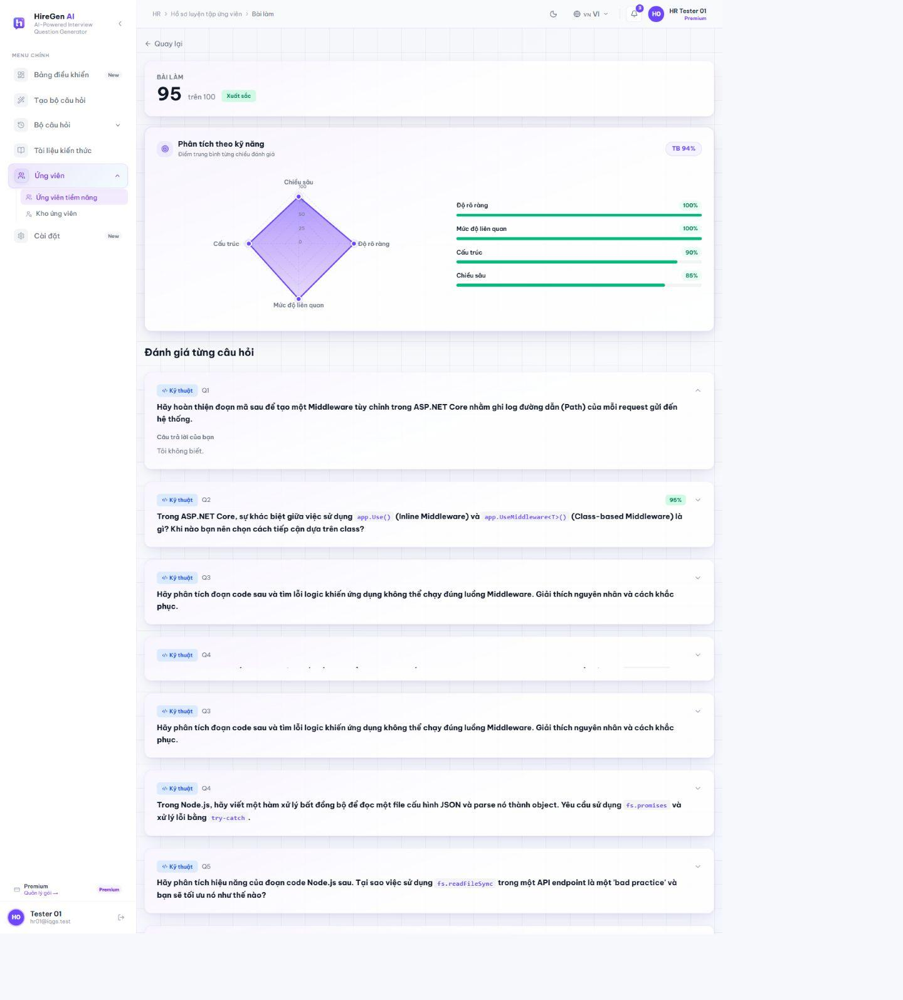 HireGen AI
AI-Powered Interview
Question Generator
MENU CHÍNH
Bảng điều khiển New
Tạo bộ câu hỏi
Bộ câu hỏi
Tài liệu kiến thức
Ứng viên
Ứng viên tiềm năng
Kho ứng viên
Cài đặt New
Premium
Quản lý gói → Premium
H0 Tester 01
hr01@iqgs.test
HR > Hồ sơ luyện tập ứng viên > Bài làm
VN VI
3
H0
HR Tester 01
Premium
← Quay lại
BÀI LÀM
95 trên 100 Xuất sắc
Phân tích theo kỹ năng
Điểm trung bình từng chiều đánh giá
TB 94%
Chiều sâu
100
50
25
0
Cấu trúc
Độ rõ ràng
Mức độ liên quan
Độ rõ ràng 100%
Mức độ liên quan 100%
Cấu trúc 90%
Chiều sâu 85%
Đánh giá từng câu hỏi
Kỹ thuật Q1
Hãy hoàn thiện đoạn mã sau để tạo một Middleware tùy chỉnh trong ASP.NET Core nhằm ghi log đường dẫn (Path) của mỗi request gửi đến
hệ thống.
Câu trả lời của bạn
Tôi không biết.
Kỹ thuật Q2 95%
Trong ASP.NET Core, sự khác biệt giữa việc sử dụng app.Use() (Inline Middleware) và app.UseMiddleware<T>() (Class-based Middleware) là
gì? Khi nào bạn nên chọn cách tiếp cận dựa trên class?
Kỹ thuật Q3
Hãy phân tích đoạn code sau và tìm lỗi logic khiến ứng dụng không thể chạy đúng luồng Middleware. Giải thích nguyên nhân và cách khắc
phục.
Kỹ thuật Q4
Kỹ thuật Q3
Hãy phân tích đoạn code sau và tìm lỗi logic khiến ứng dụng không thể chạy đúng luồng Middleware. Giải thích nguyên nhân và cách khắc
phục.
Kỹ thuật Q4
Trong Node.js, hãy viết một hàm xử lý bất đồng bộ để đọc một file cấu hình JSON và parse nó thành object. Yêu cầu sử dụng fs.promises và
xử lý lỗi bằng try-catch .
Kỹ thuật Q5
Hãy phân tích hiệu năng của đoạn code Node.js sau. Tại sao việc sử dụng fs.readFileSync trong một API endpoint là một 'bad practice' và
bạn sẽ tối ưu nó như thế nào?